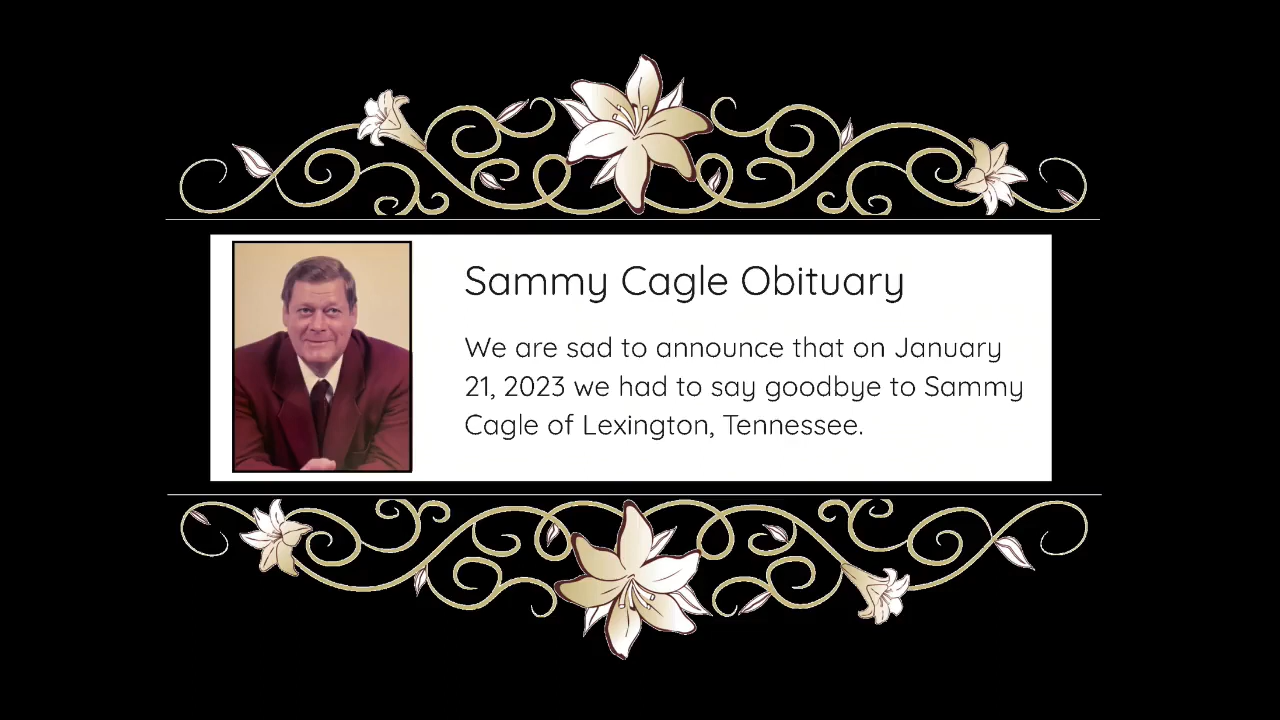 Sammy Cagle Obituary
We are sad to announce that on January
21, 2023 we had to say goodbye to Sammy
Cagle of Lexington, Tennessee.